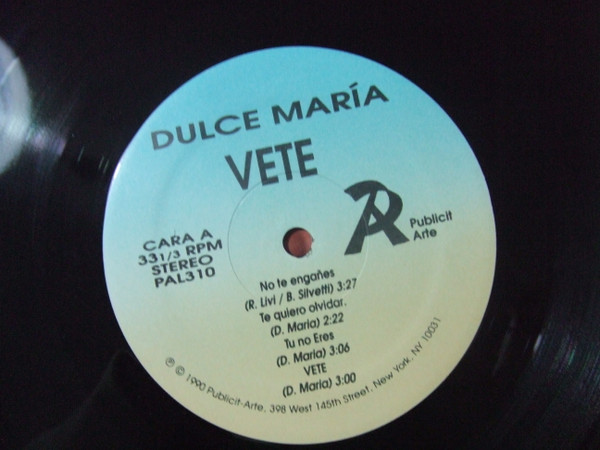 DULCE MARÍA
VETE
CARA A
33 1/3 RPM
STEREO
PAL310
Publicit
Arte
No te engañes
(R. Livi / B. Silvetti) 3:27
Te quiero olvidar.
(D. Maria) 2:22
Tu no Eres
(D. Maria) 3:06
VETE
(D. Maria) 3:00
℗ © 1990 Publicit-Arte, 398 West 145th Street, New York, NY 10031